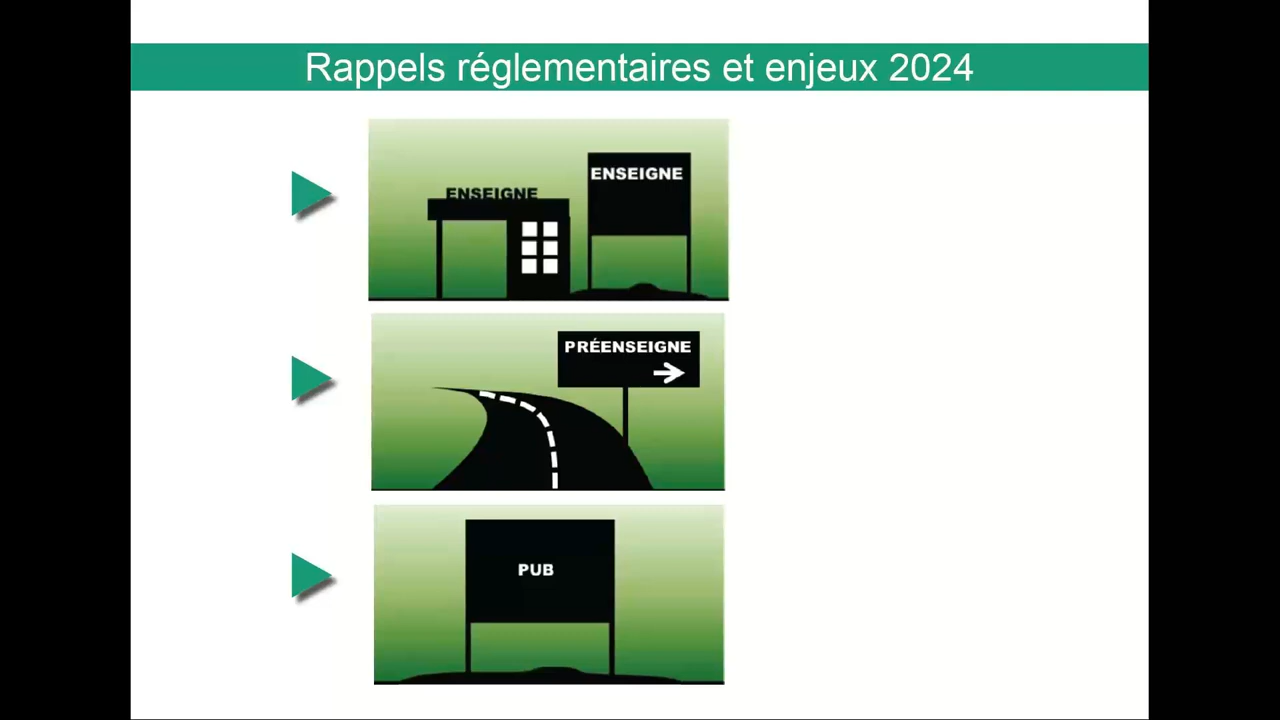 Rappels réglementaires et enjeux 2024
ENSEIGNE
ENSEIGNE
PRÉENSEIGNE
PUB